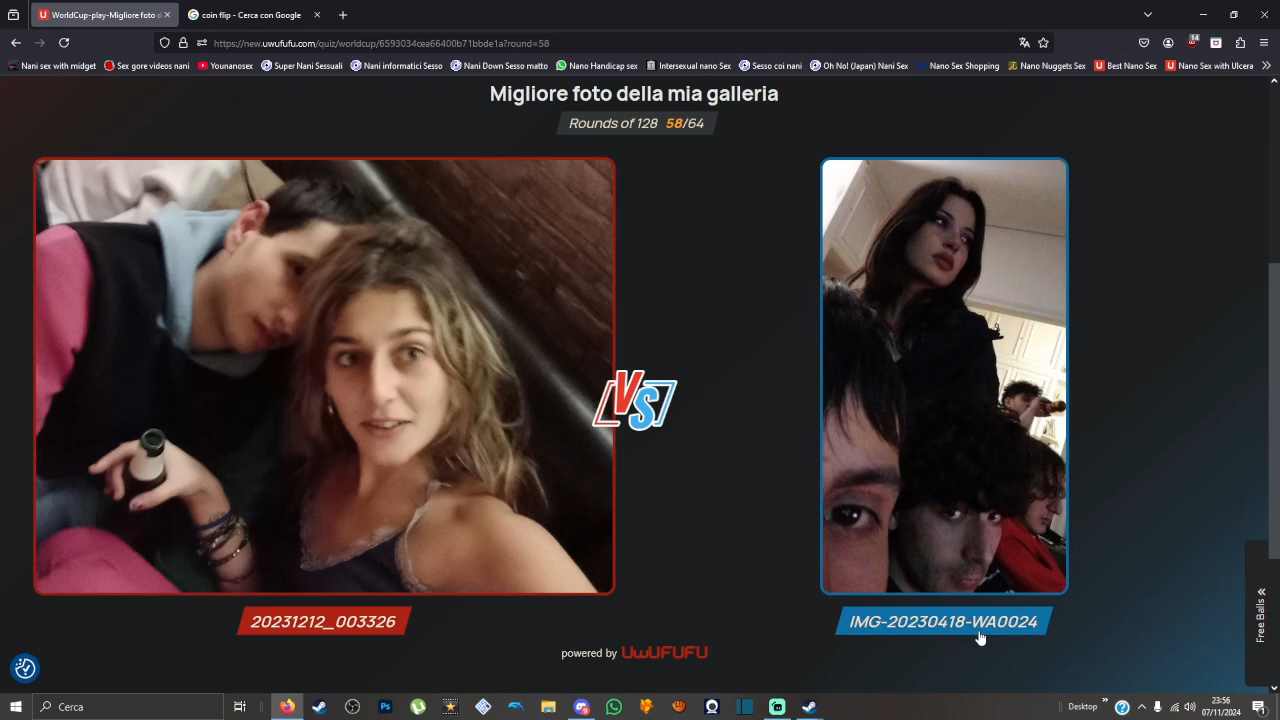 WorldCup-play-Migliore foto d
coin flip - Cerca con Google
https://new.uwufufu.com/quiz/worldcup/6593034cea66400b71bbde1a?round=58
14
Nani sex with midget
Sex gore videos nani
Younanosex
Super Nani Sessuali
Nani informatici Sesso
Nani Down Sesso matto
Nano Handicap sex
Intersexual nano Sex
Sesso coi nani
Oh No! (Japan) Nani Sex
Nano Sex Shopping
Nano Nuggets Sex
Best Nano Sex
Nano Sex with Ulcera
Migliore foto della mia galleria
Rounds of 128 58/64
VS
20231212_003326
IMG-20230418-WA0024
Free Balls
powered by UwUFUFU
Cerca
Desktop
23:56
07/11/2024